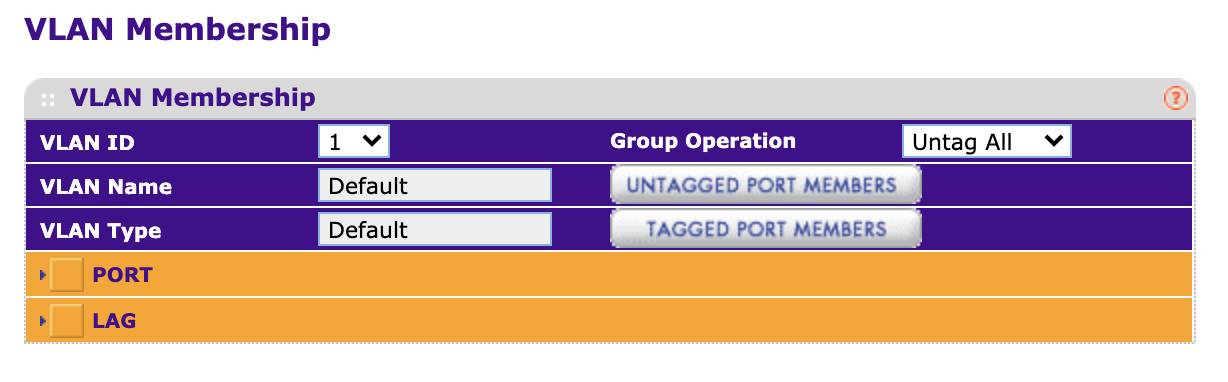 VLAN Membership
VLAN Membership ?
VLAN ID 1 Group Operation Untag All
VLAN Name Default UNTAGGED PORT MEMBERS
VLAN Type Default TAGGED PORT MEMBERS
PORT
LAG